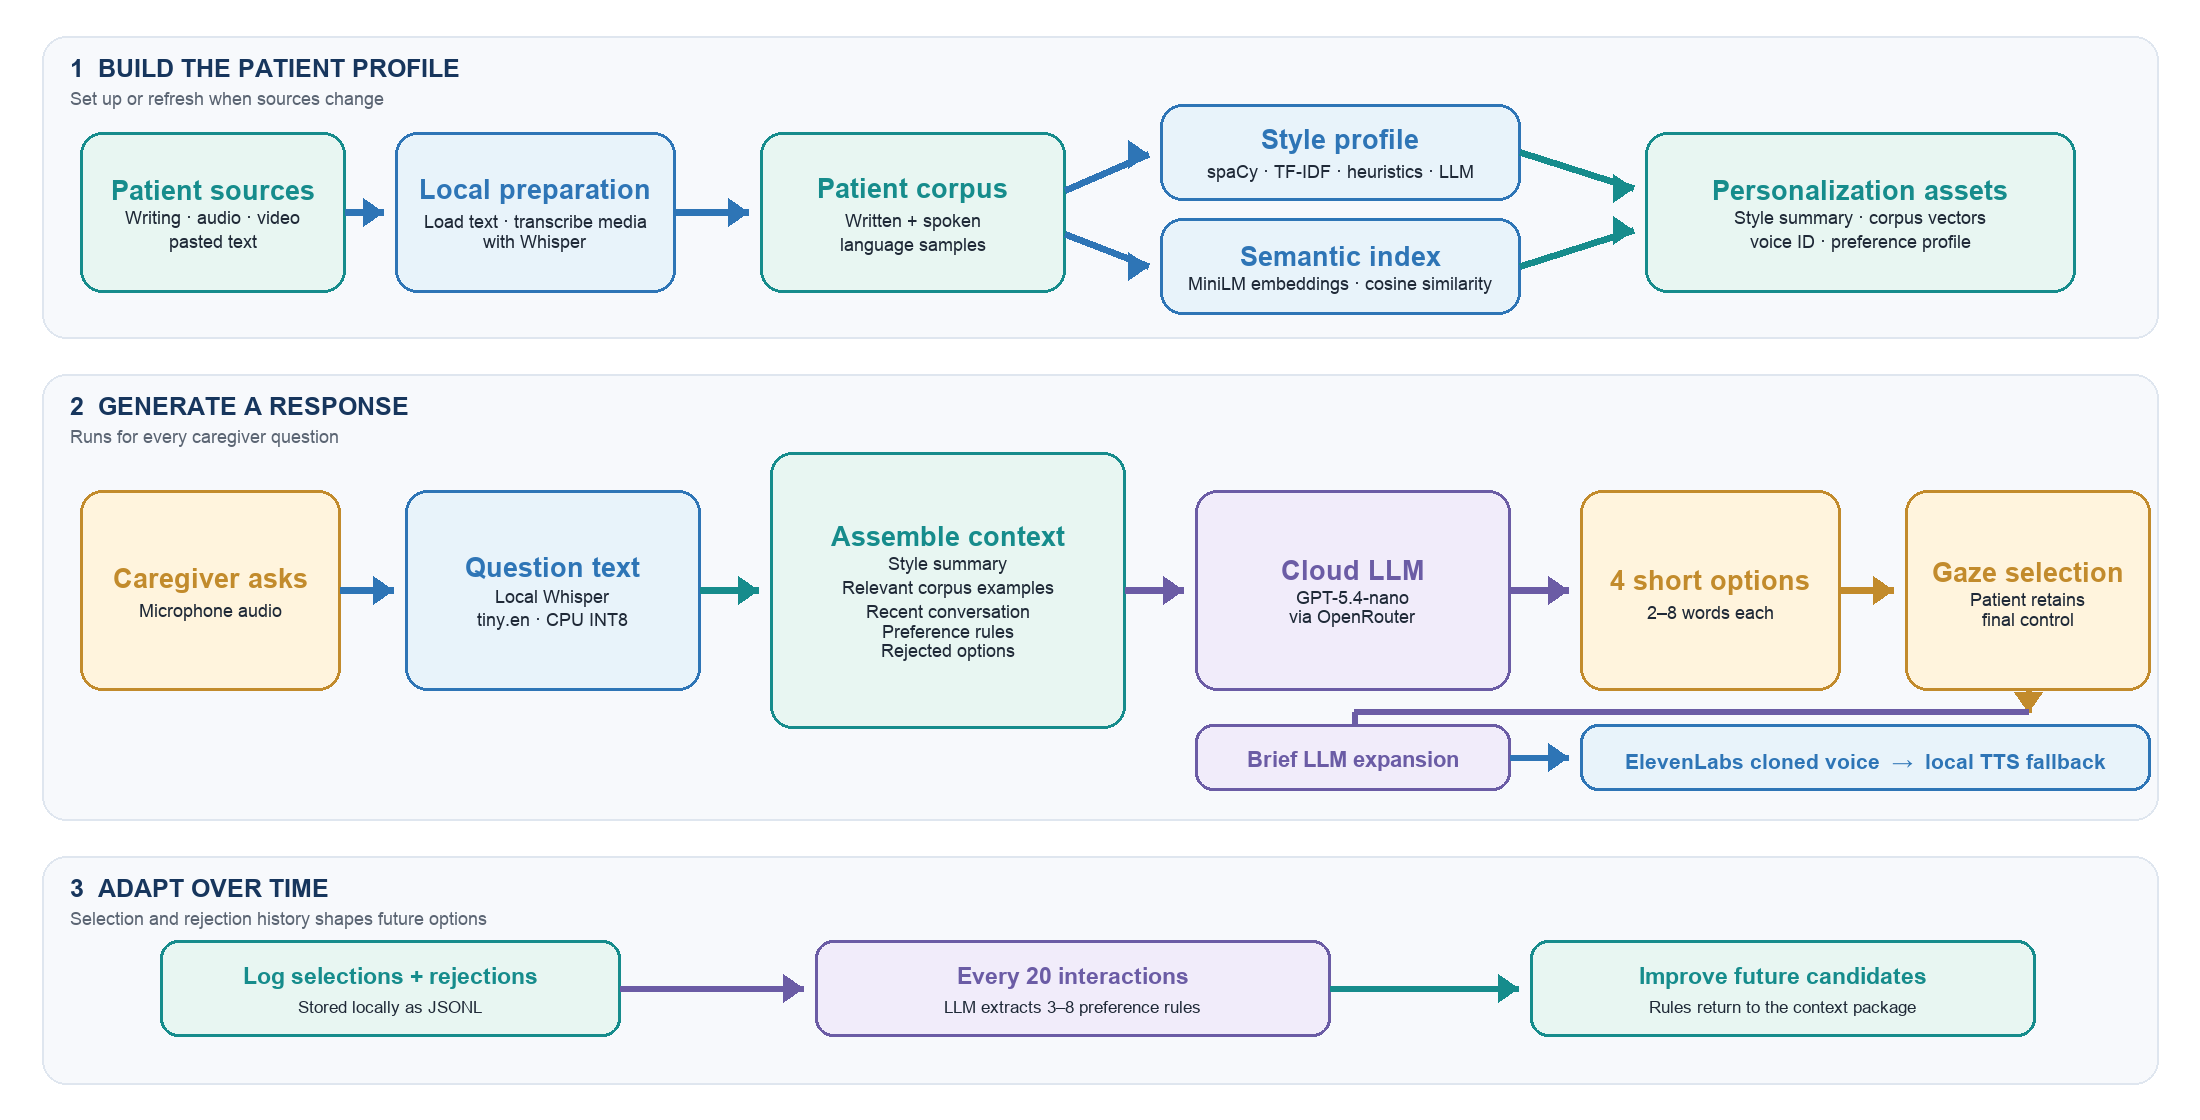 1 BUILD THE PATIENT PROFILE
Set up or refresh when sources change
Patient sources
Writing · audio · video
pasted text
Local preparation
Load text · transcribe media
with Whisper
Patient corpus
Written + spoken
language samples
Style profile
spaCy · TF-IDF · heuristics · LLM
Semantic index
MiniLM embeddings · cosine similarity
Personalization assets
Style summary · corpus vectors
voice ID · preference profile
2 GENERATE A RESPONSE
Runs for every caregiver question
Caregiver asks
Microphone audio
Question text
Local Whisper
tiny.en · CPU INT8
Assemble context
Style summary
Relevant corpus examples
Recent conversation
Preference rules
Rejected options
Cloud LLM
GPT-5.4-nano
via OpenRouter
4 short options
2–8 words each
Gaze selection
Patient retains
final control
Brief LLM expansion
ElevenLabs cloned voice → local TTS fallback
3 ADAPT OVER TIME
Selection and rejection history shapes future options
Log selections + rejections
Stored locally as JSONL
Every 20 interactions
LLM extracts 3–8 preference rules
Improve future candidates
Rules return to the context package